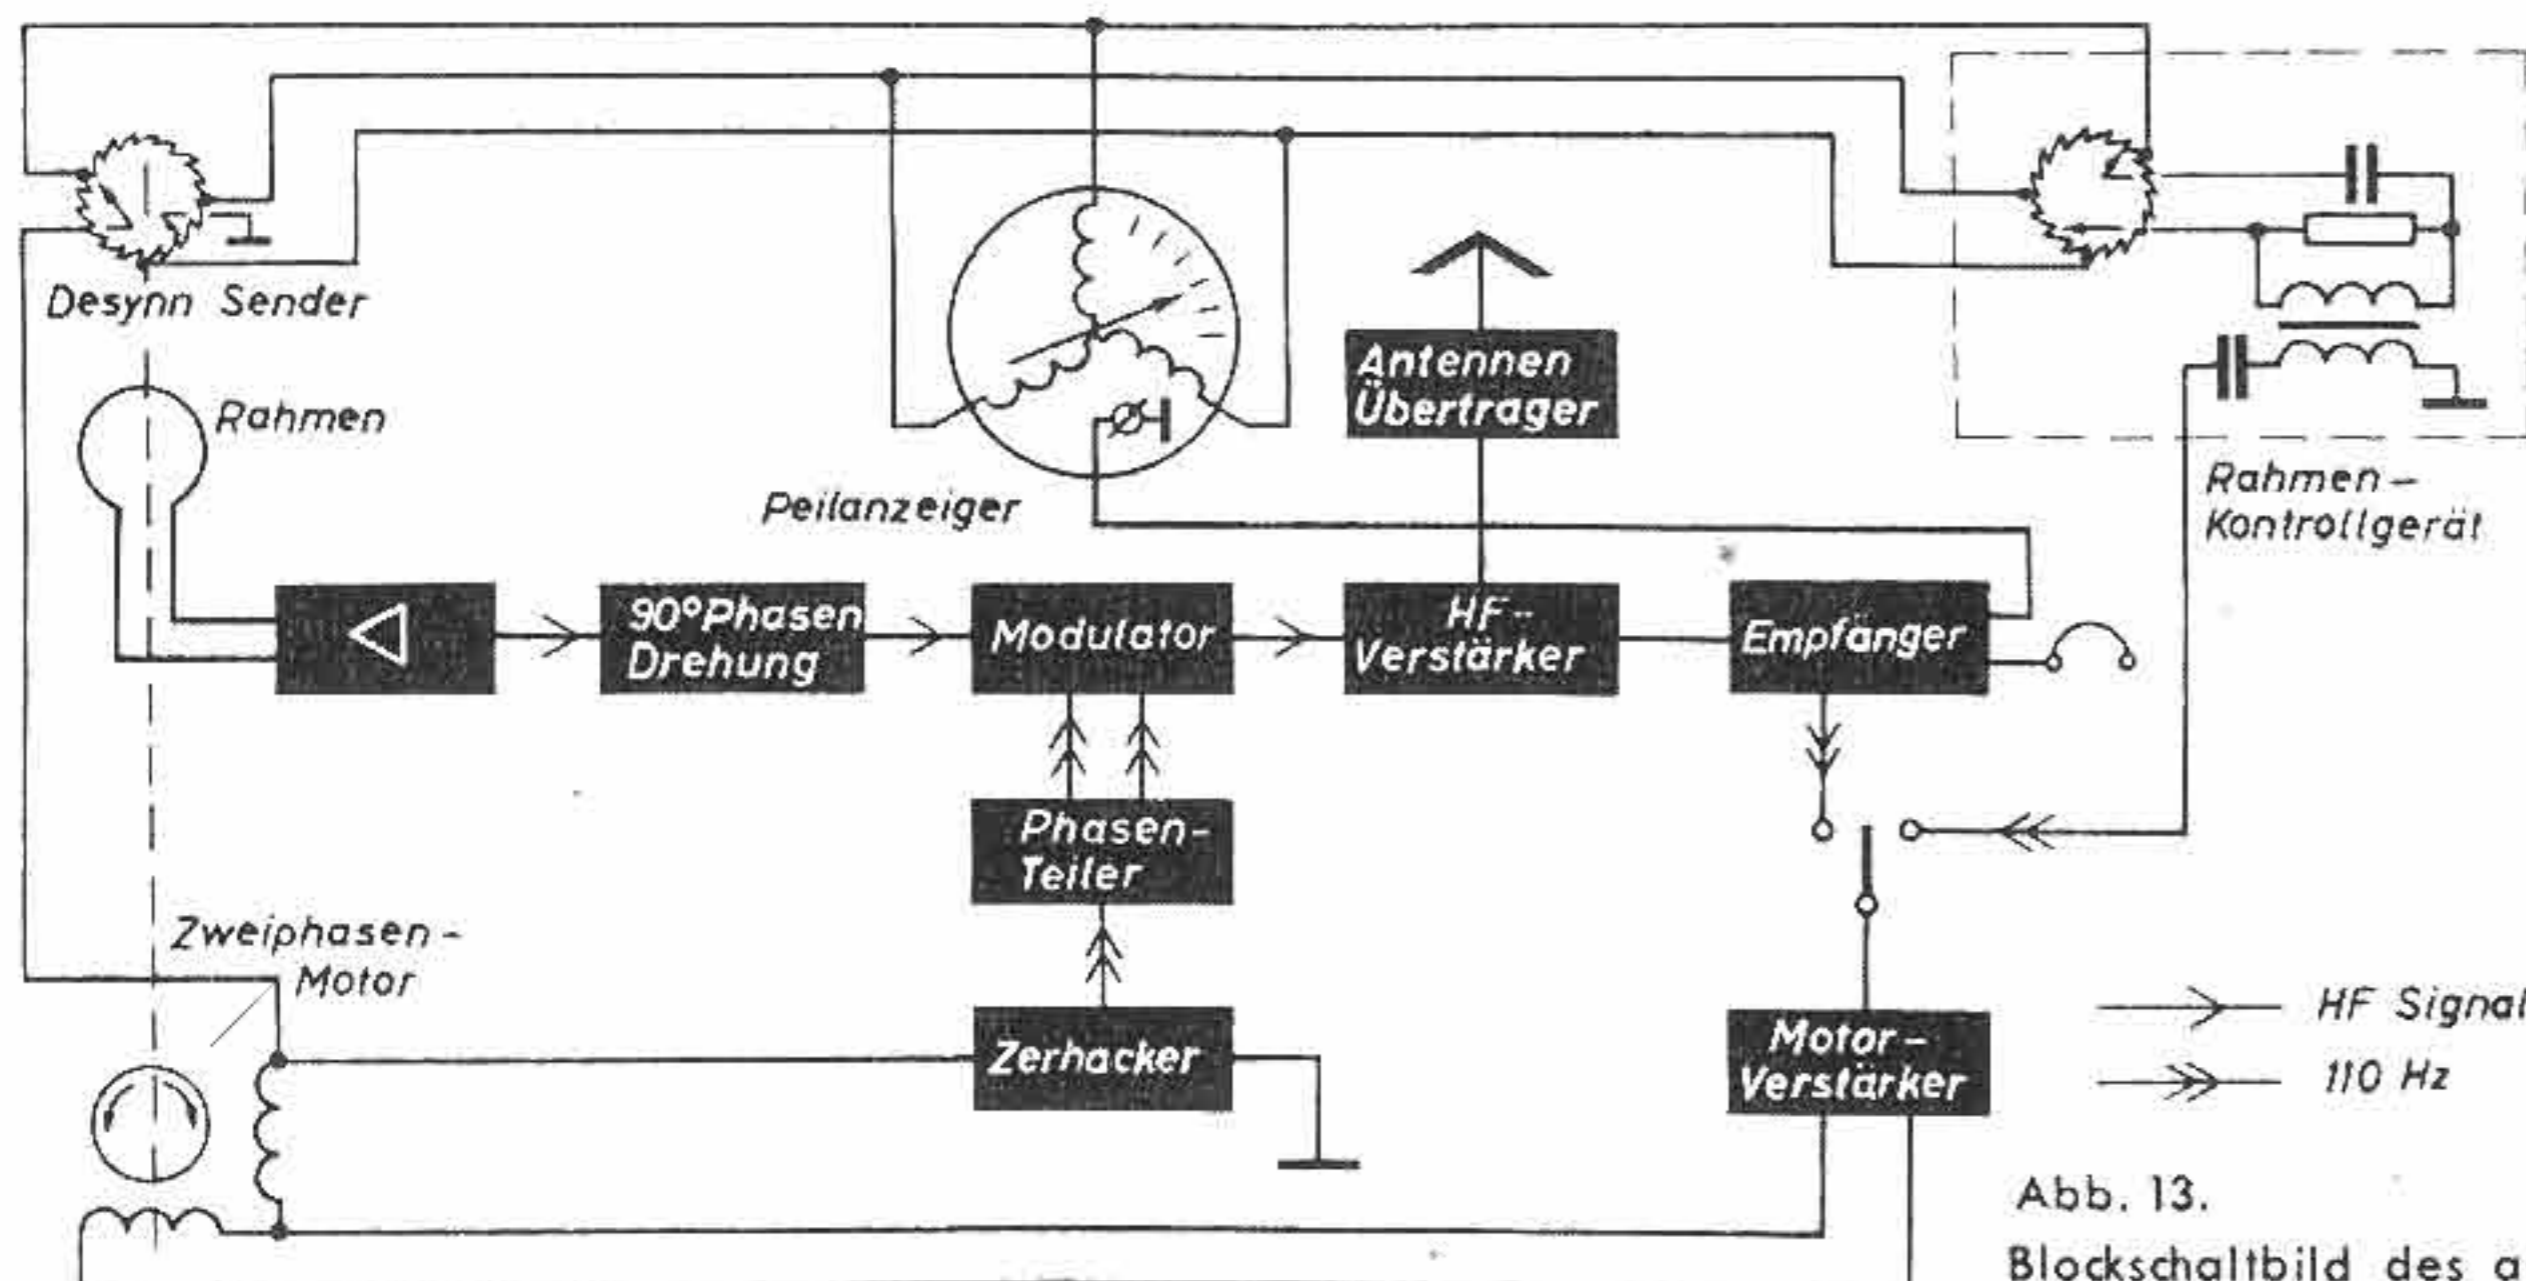 Desynn Sender
Rahmen
Peilanzeiger
Antennen
Übertrager
Rahmen-
Kontrollgerät
90° Phasen
Drehung
Modulator
HF-
Verstärker
Empfänger
Phasen-
Teiler
Zweiphasen-
Motor
Zerhacker
Motor-
Verstärker
HF Signal
110 Hz
Abb. 13.
Blockschaltbild des a